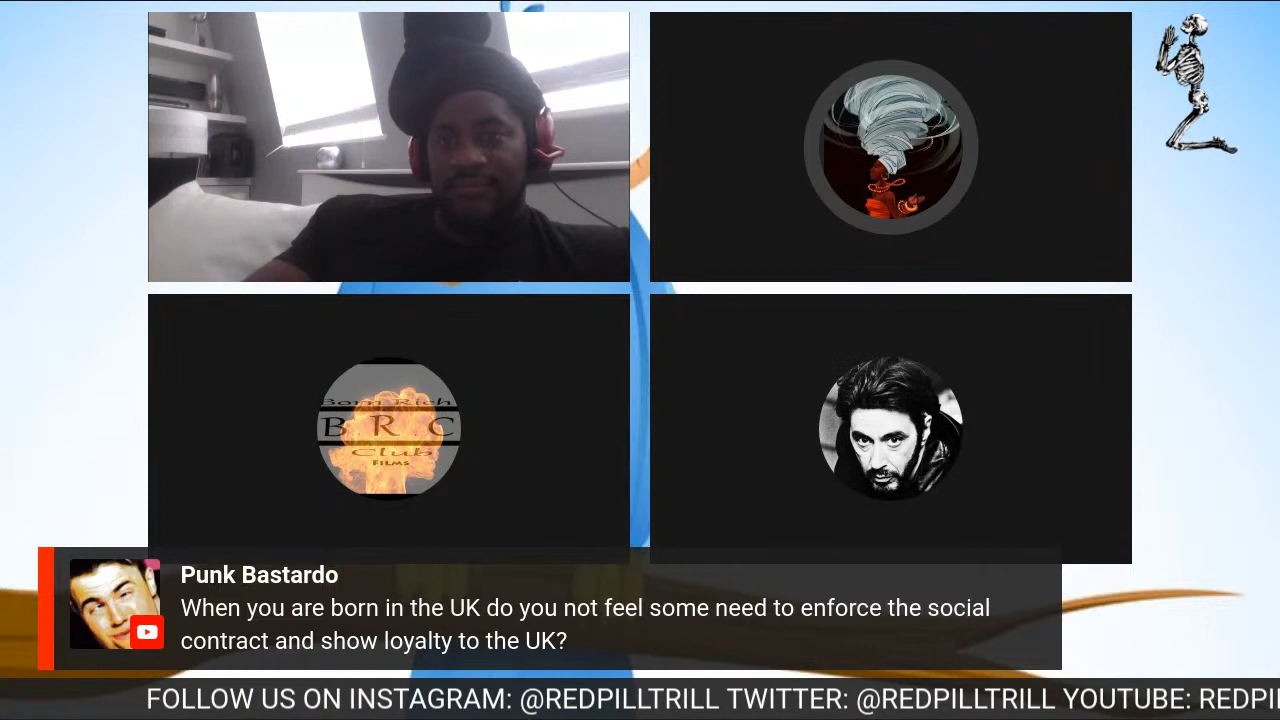 Born Rich
B R C
Club
FILMS
Punk Bastardo
When you are born in the UK do you not feel some need to enforce the social
contract and show loyalty to the UK?
FOLLOW US ON INSTAGRAM: @REDPILLTRILL TWITTER: @REDPILLTRILL YOUTUBE: REDPI